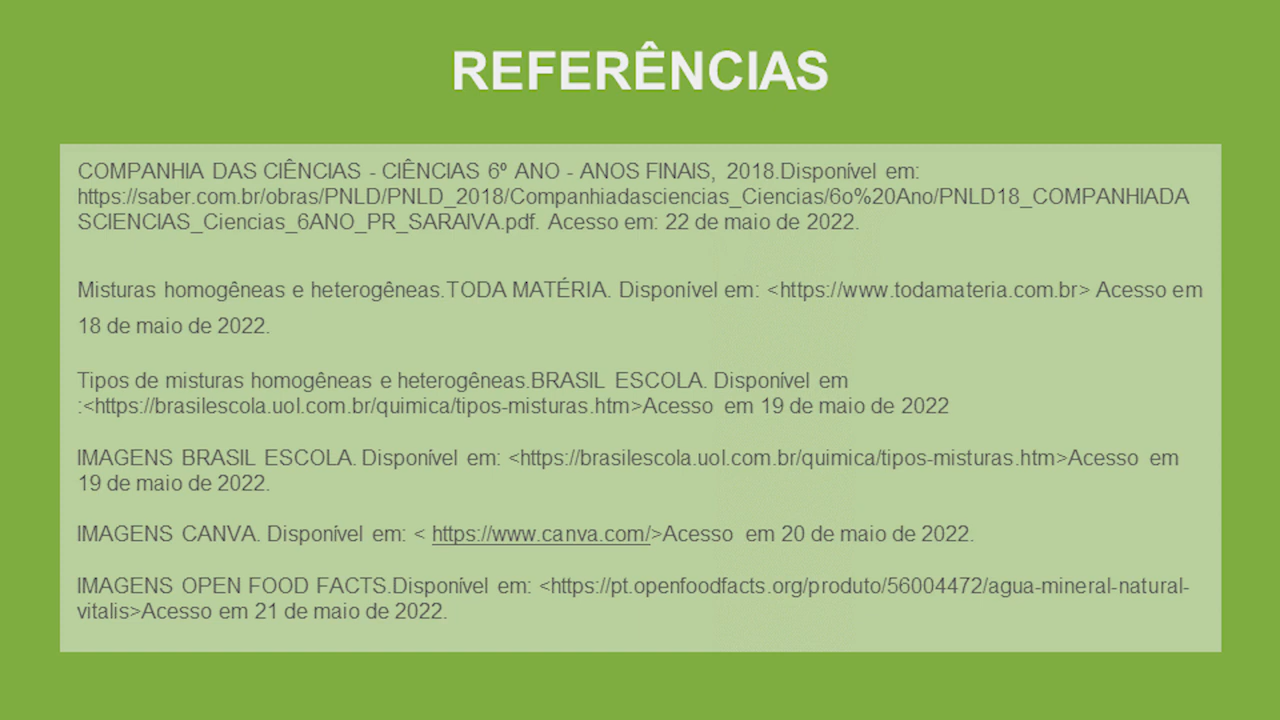 REFERÊNCIAS
COMPANHIA DAS CIÊNCIAS - CIÊNCIAS 6º ANO - ANOS FINAIS, 2018.Disponível em:
https://saber.com.br/obras/PNLD/PNLD_2018/Companhiadasciencias_Ciencias/6o%20Ano/PNLD18_COMPANHIADA
SCIENCIAS_Ciencias_6ANO_PR_SARAIVA.pdf. Acesso em: 22 de maio de 2022.
Misturas homogêneas e heterogêneas.TODA MATÉRIA. Disponível em: <https://www.todamateria.com.br> Acesso em
18 de maio de 2022.
Tipos de misturas homogêneas e heterogêneas.BRASIL ESCOLA. Disponível em
:<https://brasilescola.uol.com.br/quimica/tipos-misturas.htm>Acesso em 19 de maio de 2022
IMAGENS BRASIL ESCOLA. Disponível em: <https://brasilescola.uol.com.br/quimica/tipos-misturas.htm>Acesso em
19 de maio de 2022.
IMAGENS CANVA. Disponível em: < https://www.canva.com/>Acesso em 20 de maio de 2022.
IMAGENS OPEN FOOD FACTS.Disponível em: <https://pt.openfoodfacts.org/produto/56004472/agua-mineral-natural-
vitalis>Acesso em 21 de maio de 2022.